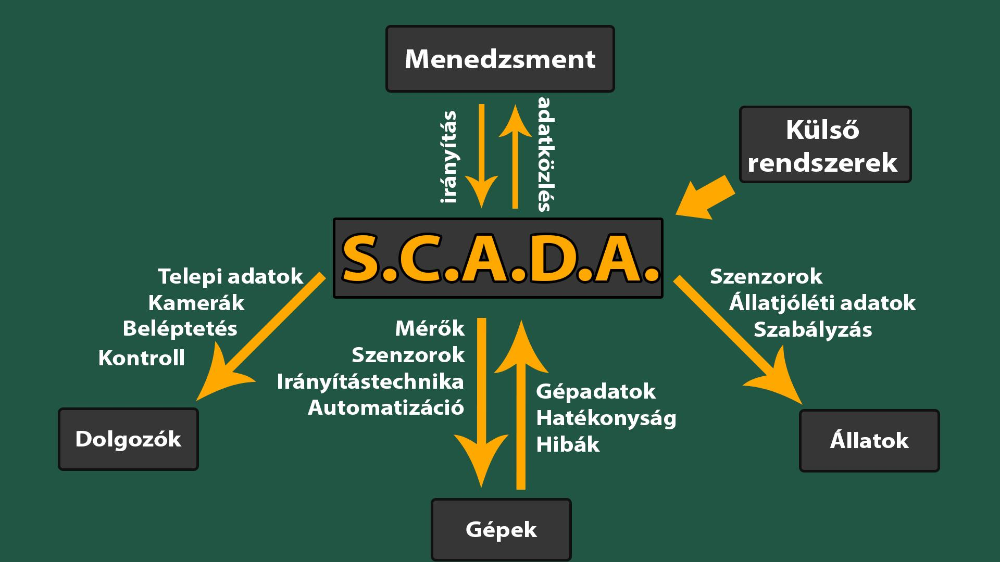 Menedzsment
irányítás
adatközlés
Külső
rendszerek
S.C.A.D.A.
Telepi adatok
Kamerák
Beléptetés
Kontroll
Mérők
Szenzorok
Irányítástechnika
Automatizáció
Gépadatok
Hatékonyság
Hibák
Szenzorok
Állatjóléti adatok
Szabályzás
Dolgozók
Gépek
Állatok